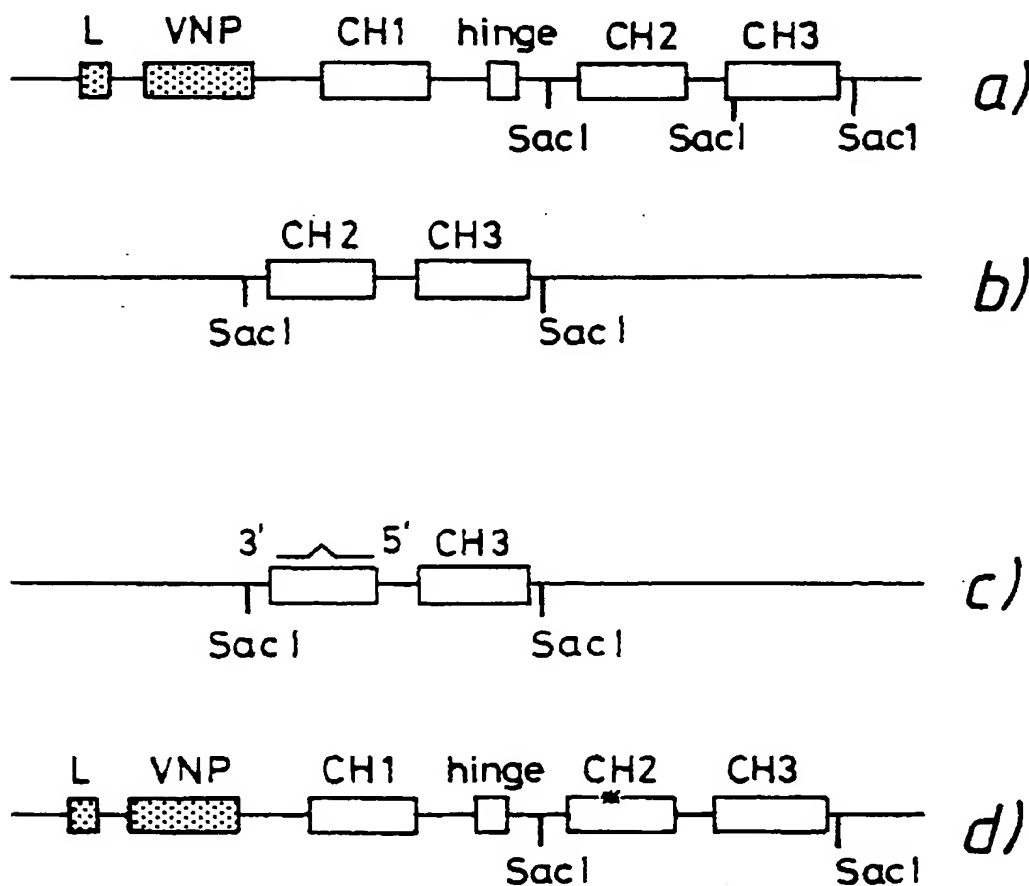 L VNP CH1 hinge CH2 CH3
a)
SacI SacI Sac1
CH2 CH3
b)
SacI SacI
3' 5' CH3
c)
SacI SacI
L VNP CH1 hinge CH2 CH3
*
d)
SacI SacI